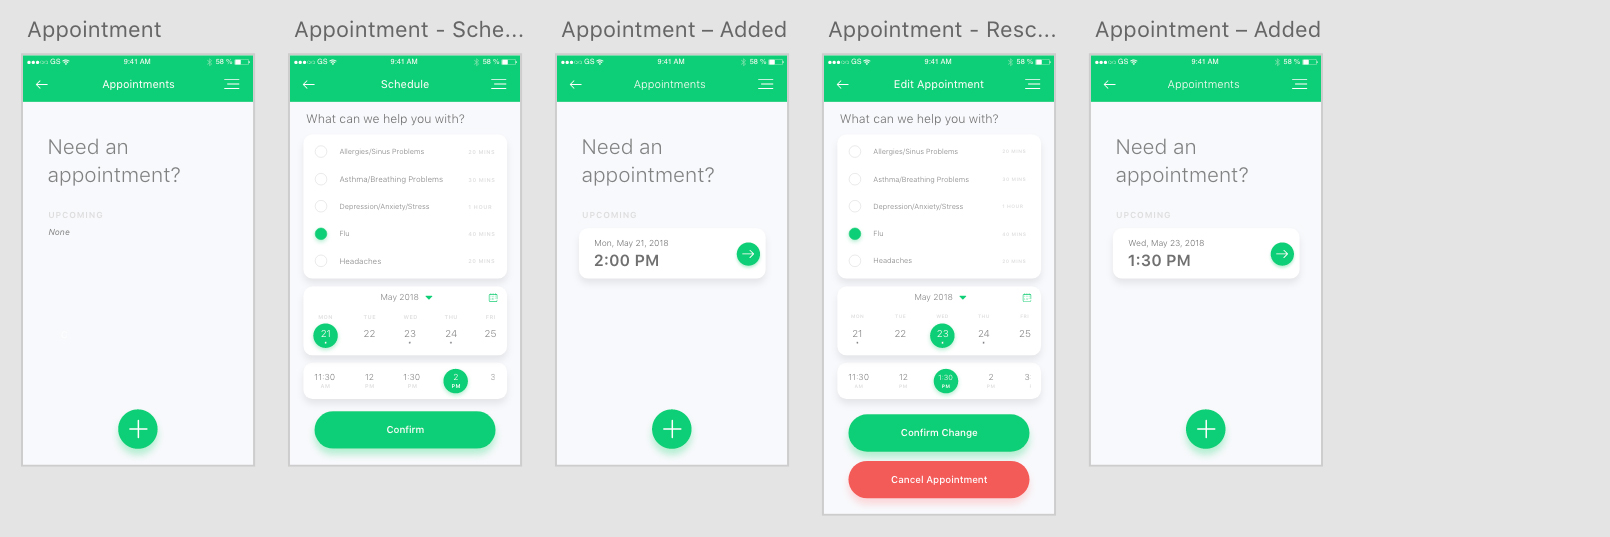 Appointment
GS 9:41 AM 58 %
Appointments
Need an
appointment?
UPCOMING
None
Appointment - Sche...
GS 9:41 AM 58 %
Schedule
What can we help you with?
Allergies/Sinus Problems 20 MINS
Asthma/Breathing Problems 30 MINS
Depression/Anxiety/Stress 1 HOUR
Flu
Headaches
May 2018
MON TUE WED THU FRI
21 22 23 24 25
11:30 12 1:30 2 3
AM PM PM PM
Confirm
Appointment – Added
GS 9:41 AM 58 %
Appointments
Need an
appointment?
UPCOMING
Mon, May 21, 2018
2:00 PM
Appointment - Resc...
GS 9:41 AM 58 %
Edit Appointment
What can we help you with?
Allergies/Sinus Problems 20 MINS
Asthma/Breathing Problems 30 MINS
Depression/Anxiety/Stress 1 HOUR
Flu
Headaches
May 2018
MON TUE WED THU FRI
21 22 23 24 25
11:30 12 1:30 2 3
AM PM PM PM
Confirm Change
Cancel Appointment
Appointment – Added
GS 9:41 AM 58 %
Appointments
Need an
appointment?
UPCOMING
Wed, May 23, 2018
1:30 PM